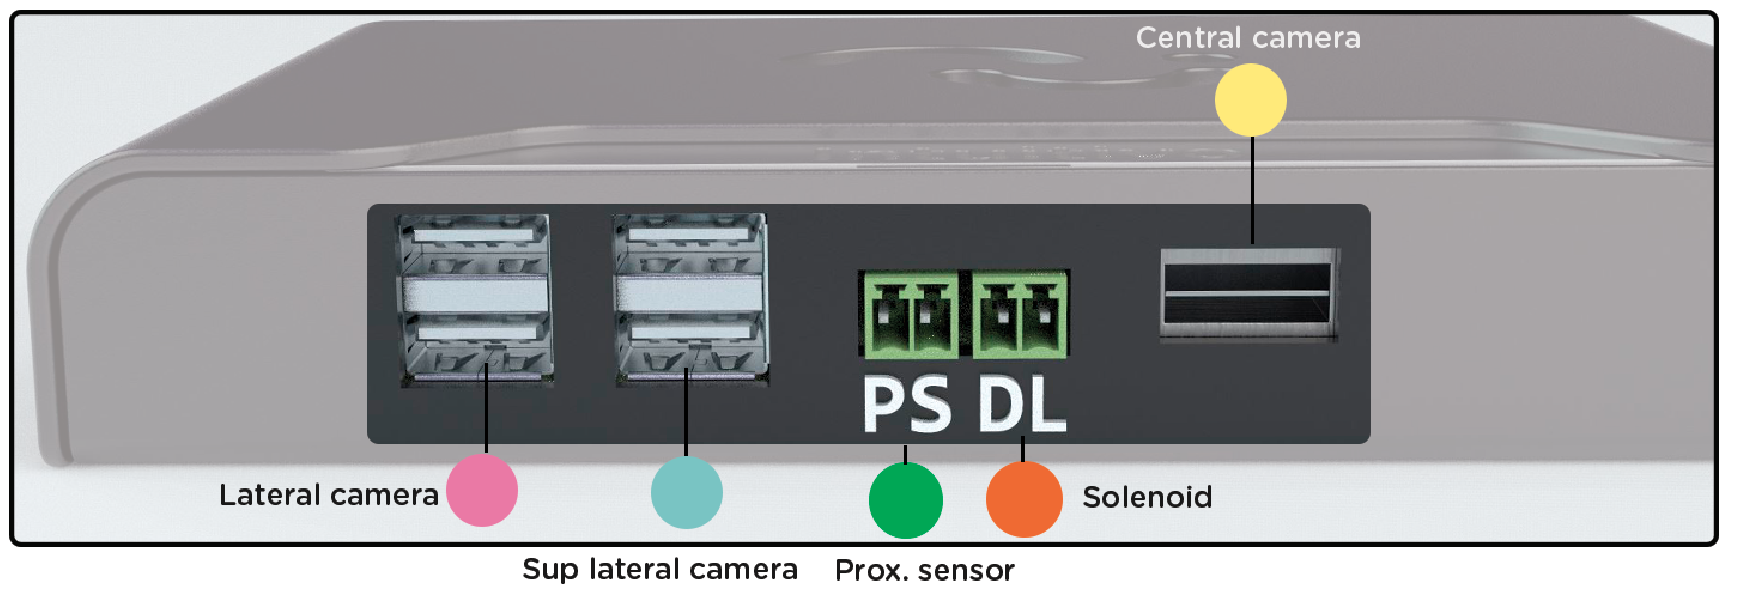 Central camera
PS DL
Lateral camera
Solenoid
Sup lateral camera
Prox. sensor